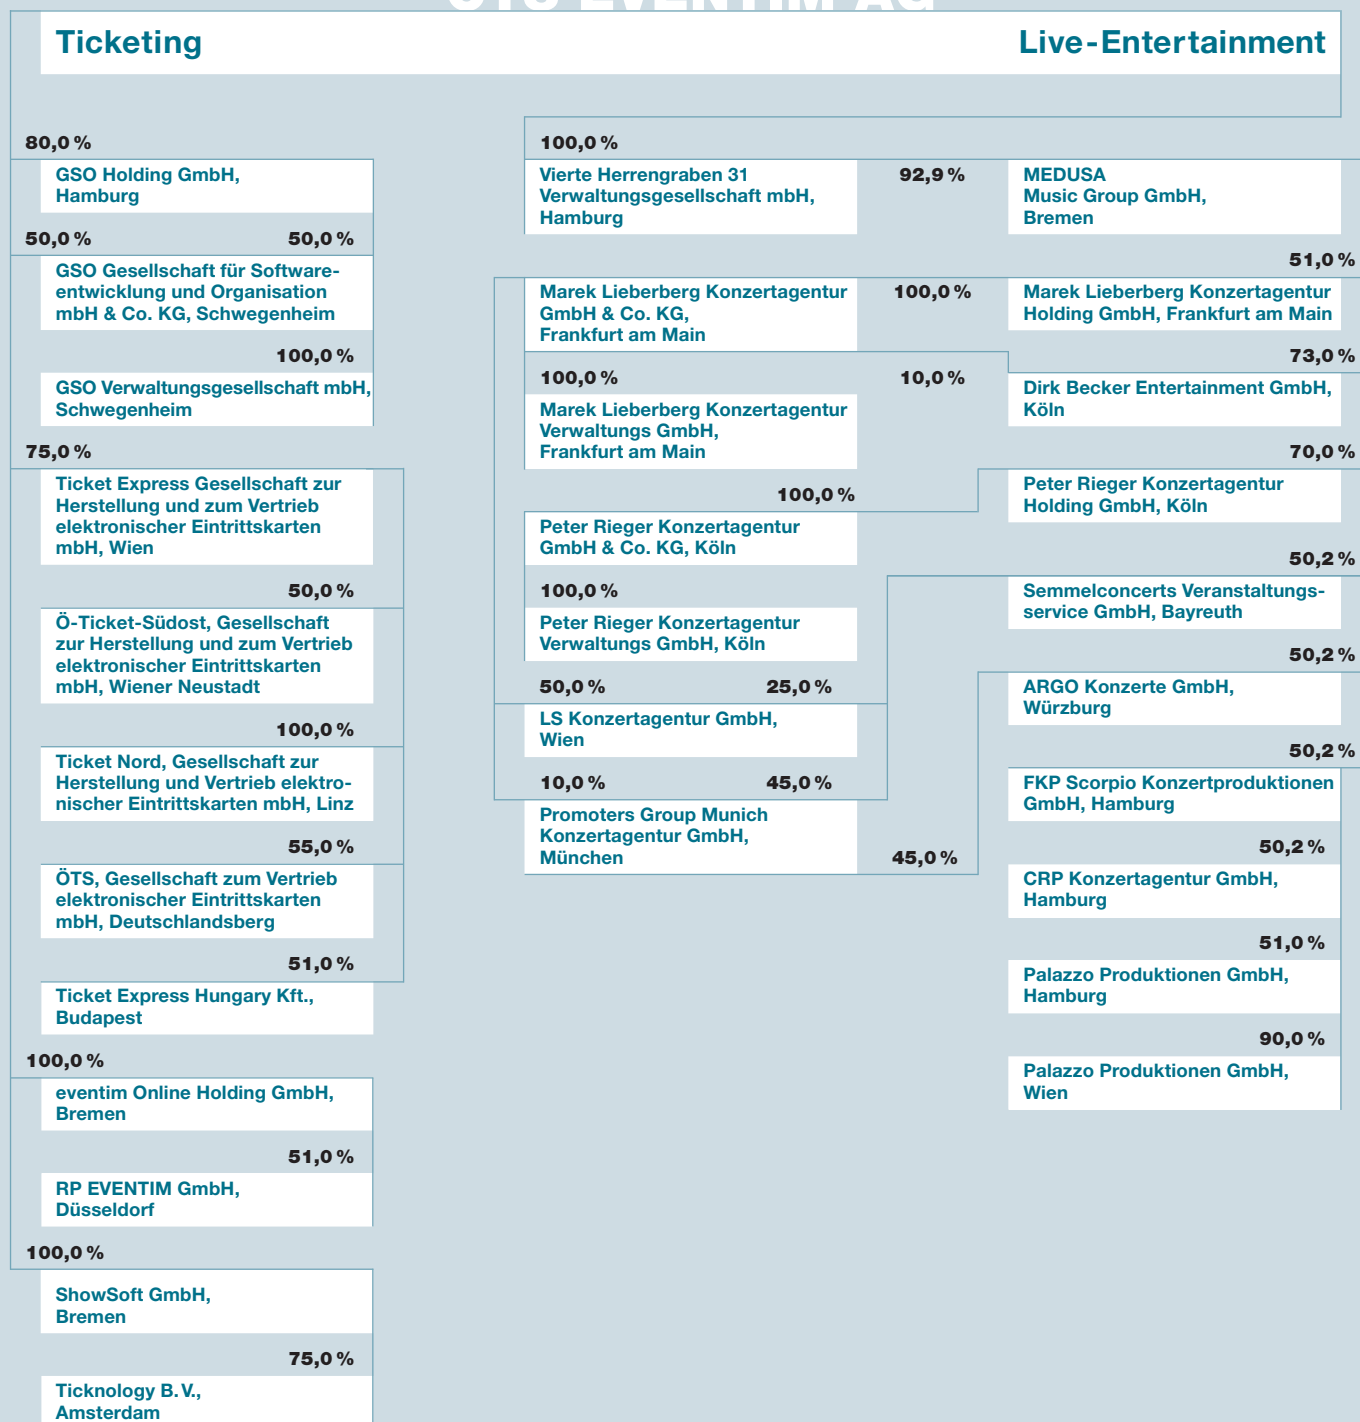 CTS EVENTIM AG
Ticketing
Live-Entertainment
80,0 %
GSO Holding GmbH,
Hamburg
50,0 %
50,0 %
GSO Gesellschaft für Software-
entwicklung und Organisation
mbH & Co. KG, Schwegenheim
100,0 %
GSO Verwaltungsgesellschaft mbH,
Schwegenheim
75,0 %
Ticket Express Gesellschaft zur
Herstellung und zum Vertrieb
elektronischer Eintrittskarten
mbH, Wien
50,0 %
Ö-Ticket-Südost, Gesellschaft
zur Herstellung und zum Vertrieb
elektronischer Eintrittskarten
mbH, Wiener Neustadt
100,0 %
Ticket Nord, Gesellschaft zur
Herstellung und Vertrieb elektro-
nischer Eintrittskarten mbH, Linz
55,0 %
ÖTS, Gesellschaft zum Vertrieb
elektronischer Eintrittskarten
mbH, Deutschlandsberg
51,0 %
Ticket Express Hungary Kft.,
Budapest
100,0 %
eventim Online Holding GmbH,
Bremen
51,0 %
RP EVENTIM GmbH,
Düsseldorf
100,0 %
ShowSoft GmbH,
Bremen
75,0 %
Ticknology B.V.,
Amsterdam
100,0 %
Vierte Herrengraben 31
Verwaltungsgesellschaft mbH,
Hamburg
92,9 %
Marek Lieberberg Konzertagentur
GmbH & Co. KG,
Frankfurt am Main
100,0 %
100,0 %
10,0 %
Marek Lieberberg Konzertagentur
Verwaltungs GmbH,
Frankfurt am Main
100,0 %
Peter Rieger Konzertagentur
GmbH & Co. KG, Köln
100,0 %
Peter Rieger Konzertagentur
Verwaltungs GmbH, Köln
50,0 %
25,0 %
LS Konzertagentur GmbH,
Wien
10,0 %
45,0 %
Promoters Group Munich
Konzertagentur GmbH,
München
45,0 %
MEDUSA
Music Group GmbH,
Bremen
51,0 %
Marek Lieberberg Konzertagentur
Holding GmbH, Frankfurt am Main
73,0 %
Dirk Becker Entertainment GmbH,
Köln
70,0 %
Peter Rieger Konzertagentur
Holding GmbH, Köln
50,2 %
Semmelconcerts Veranstaltungs-
service GmbH, Bayreuth
50,2 %
ARGO Konzerte GmbH,
Würzburg
50,2 %
FKP Scorpio Konzertproduktionen
GmbH, Hamburg
50,2 %
CRP Konzertagentur GmbH,
Hamburg
51,0 %
Palazzo Produktionen GmbH,
Hamburg
90,0 %
Palazzo Produktionen GmbH,
Wien